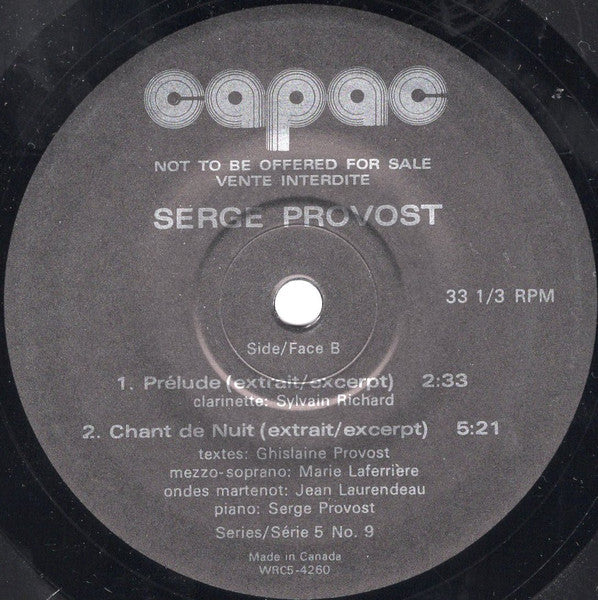 capac
NOT TO BE OFFERED FOR SALE
VENTE INTERDITE
SERGE PROVOST
33 1/3 RPM
Side/Face B
1. Prélude (extrait/excerpt) 2:33
clarinette: Sylvain Richard
2. Chant de Nuit (extrait/excerpt) 5:21
textes: Ghislaine Provost
mezzo-soprano: Marie Laferrière
ondes martenot: Jean Laurendeau
piano: Serge Provost
Series/Série 5 No. 9
Made in Canada
WRC5-4260